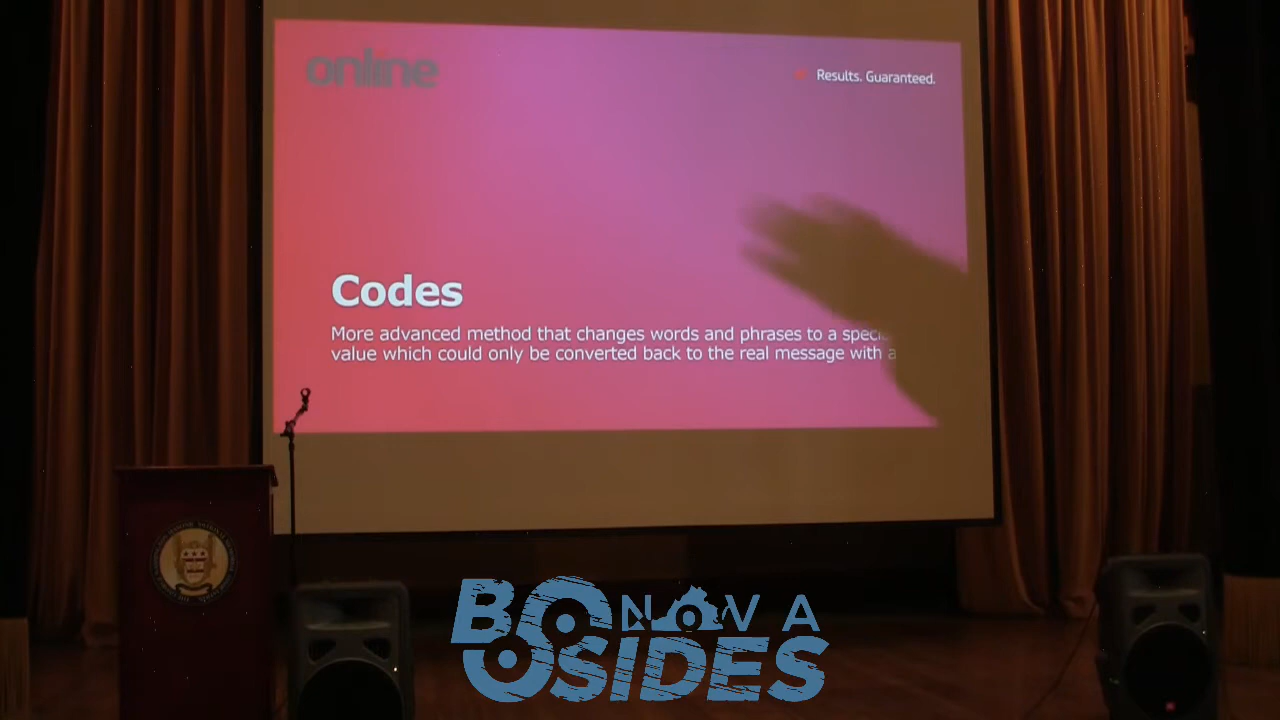 online
Results. Guaranteed.
Codes
More advanced method that changes words and phrases to a
value which could only be converted back to the real message with a
BSIDES
NOVA